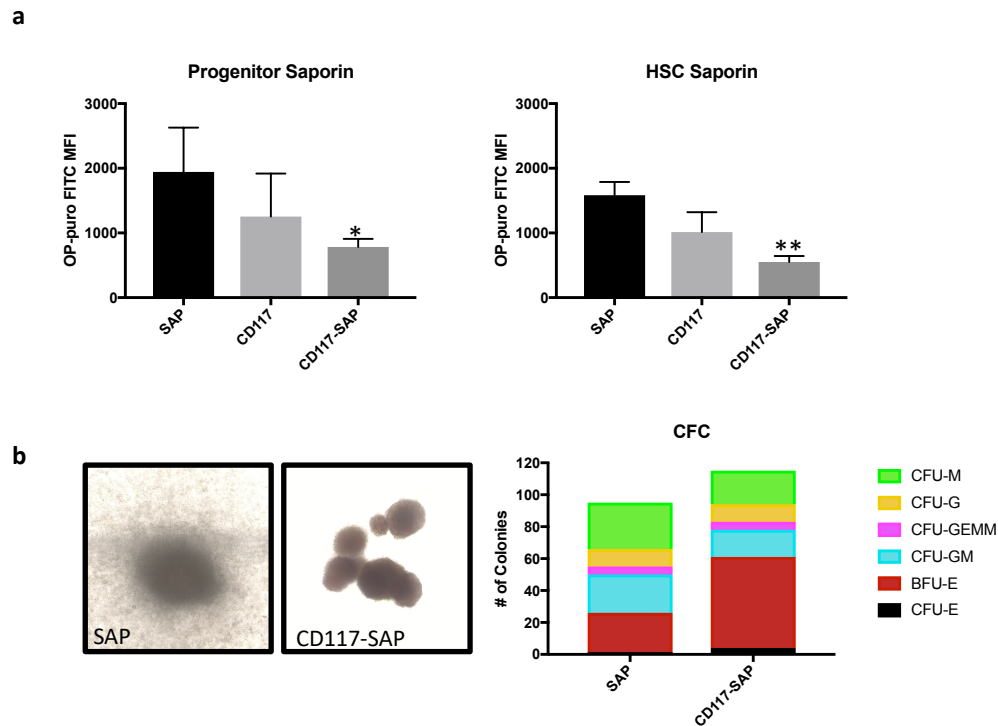 a
Progenitor Saporin
OP-puro FITC MFI
3000
2000
1000
0
*
SAP
CD117
CD117-SAP
HSC Saporin
OP-puro FITC MFI
3000
2000
1000
0
**
SAP
CD117
CD117-SAP
b
SAP
CD117-SAP
CFC
# of Colonies
120
100
80
60
40
20
0
SAP
CD117-SAP
CFU-M
CFU-G
CFU-GEMM
CFU-GM
BFU-E
CFU-E